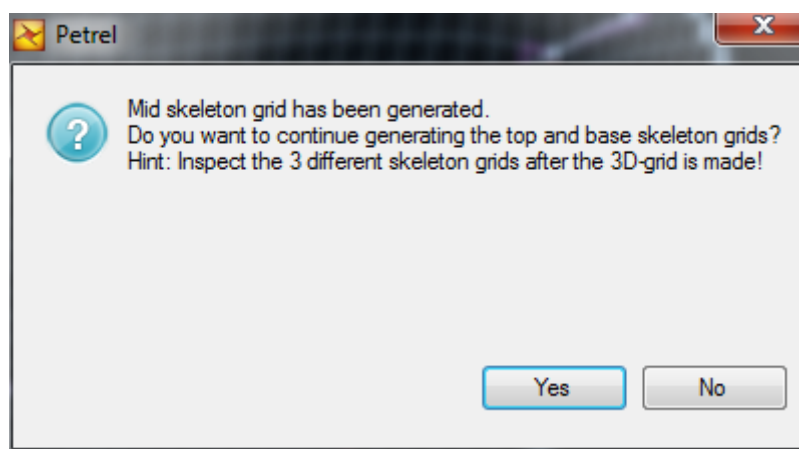 Petrel
Mid skeleton grid has been generated.
Do you want to continue generating the top and base skeleton grids?
Hint: Inspect the 3 different skeleton grids after the 3D-grid is made!
Yes
No